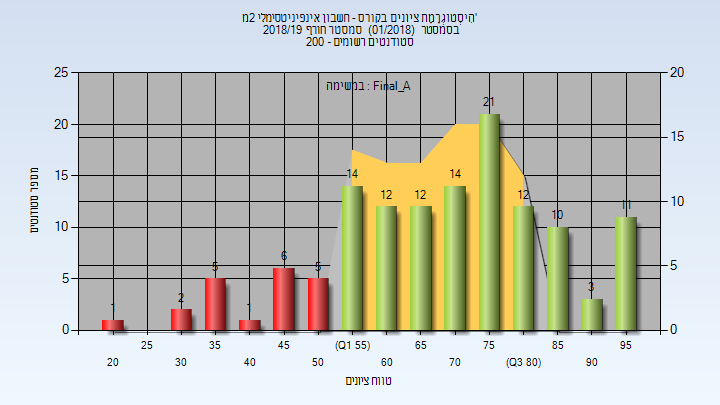 היסטוגרמת ציונים בקורס - חשבון אינפיניטסימלי 2מ'
בסמסטר (01/2018) סמסטר חורף 2018/19
סטודנטים רשומים - 200
במשימה : Final_A
25 20
20 15
15 10
10 5
5 0
0
מספר סטודנטים
1 2 5 1 6 5 14 12 12 14 21 12 10 3 11
25 35 45 (Q1 55) 65 75 85 95
20 30 40 50 60 70 (Q3 80) 90
טווח ציונים